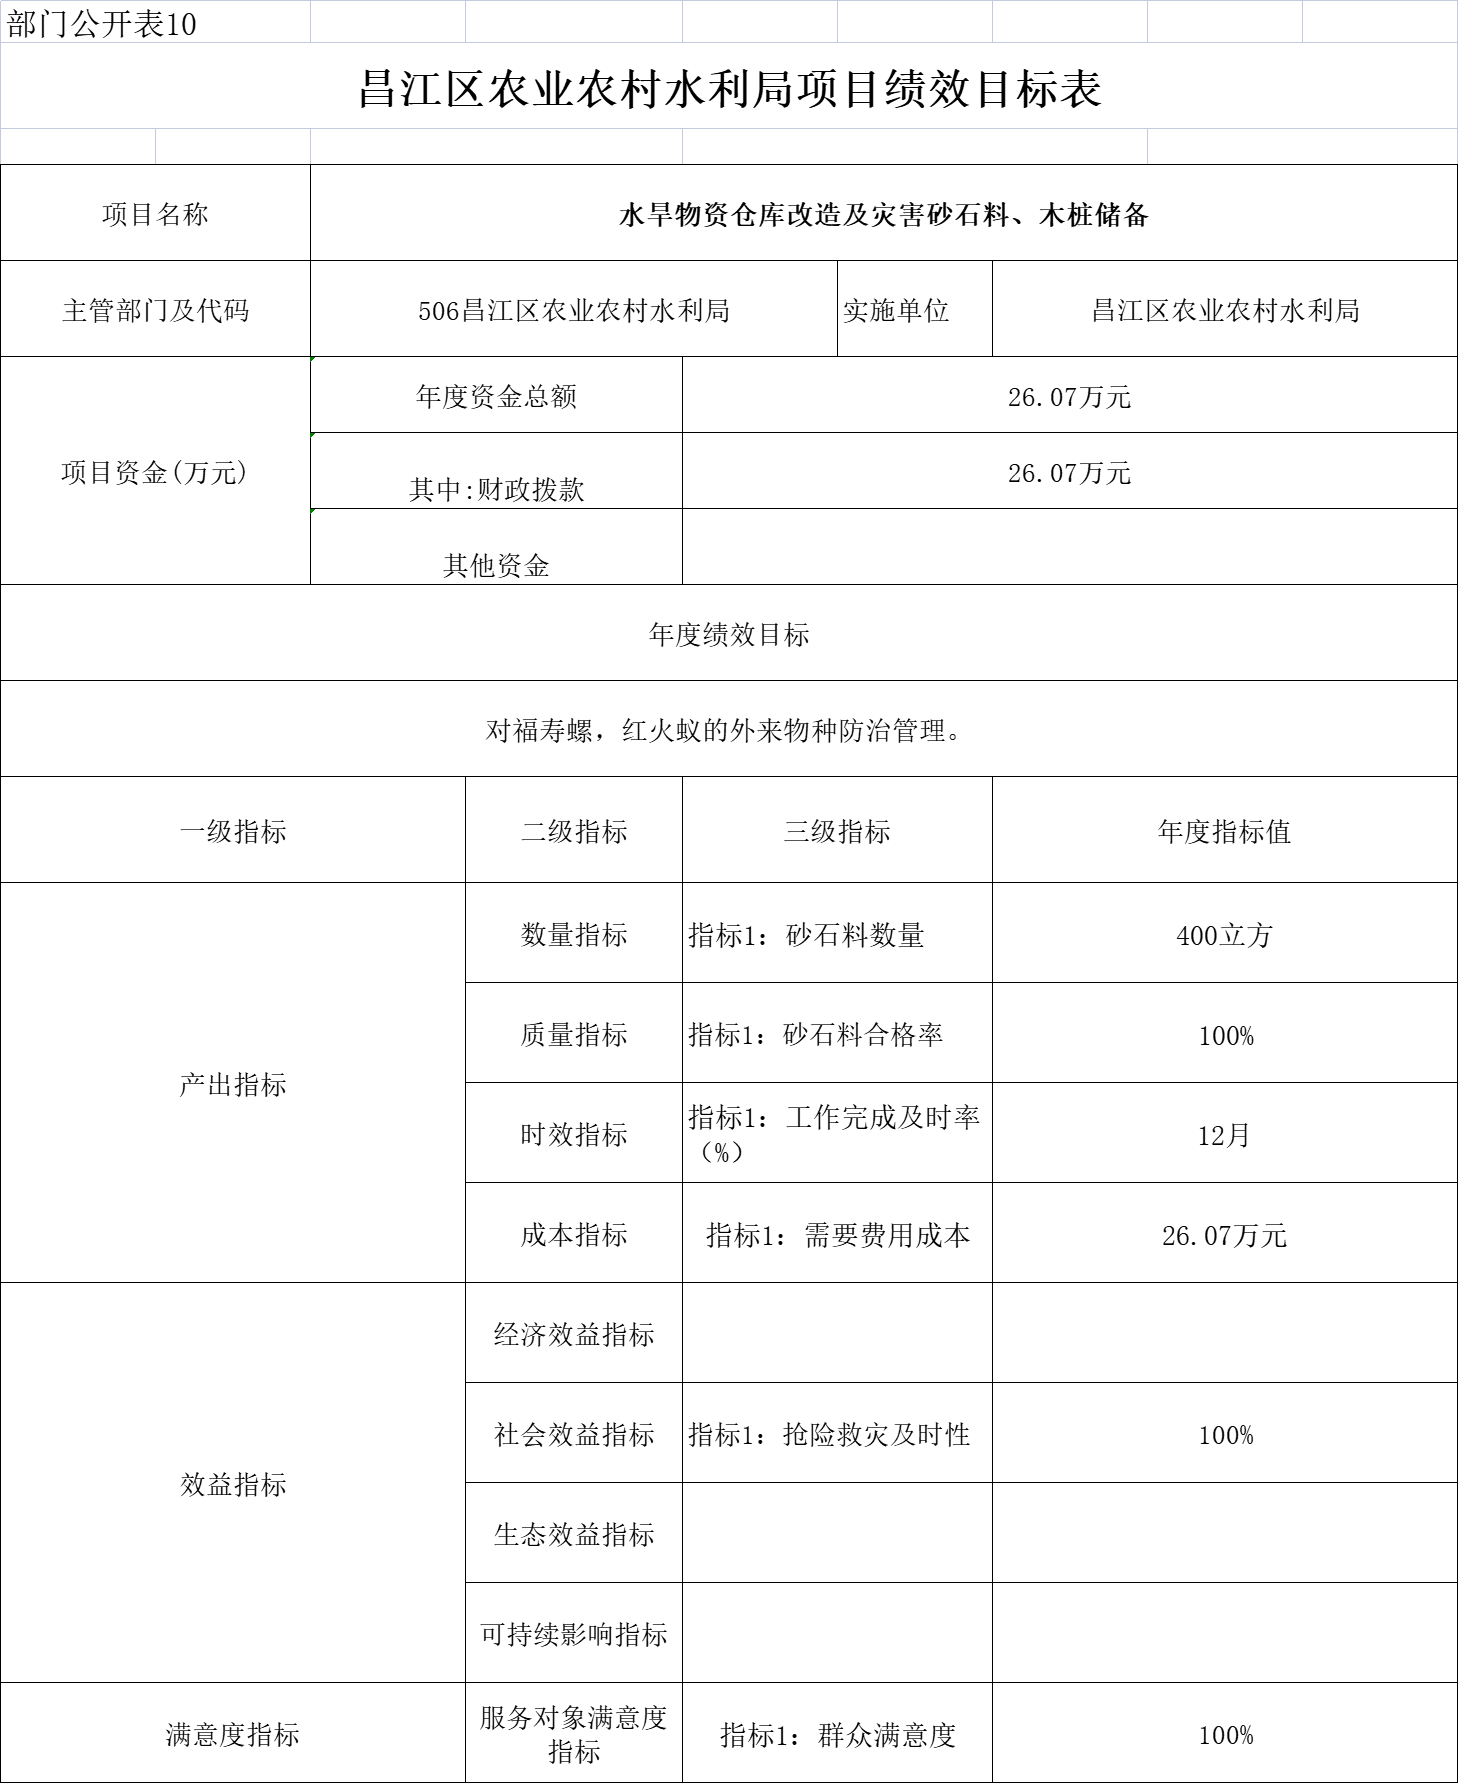 部门公开表10
昌江区农业农村水利局项目绩效目标表
项目名称 水旱物资仓库改造及灾害砂石料、木桩储备
主管部门及代码 506昌江区农业农村水利局 实施单位 昌江区农业农村水利局
项目资金(万元) 年度资金总额 26.07万元
其中:财政拨款 26.07万元
其他资金
年度绩效目标
对福寿螺，红火蚁的外来物种防治管理。
一级指标 二级指标 三级指标 年度指标值
产出指标 数量指标 指标1：砂石料数量 400立方
质量指标 指标1：砂石料合格率 100%
时效指标 指标1：工作完成及时率
（%） 12月
成本指标 指标1：需要费用成本 26.07万元
效益指标 经济效益指标
社会效益指标 指标1：抢险救灾及时性 100%
生态效益指标
可持续影响指标
满意度指标 服务对象满意度
指标 指标1：群众满意度 100%